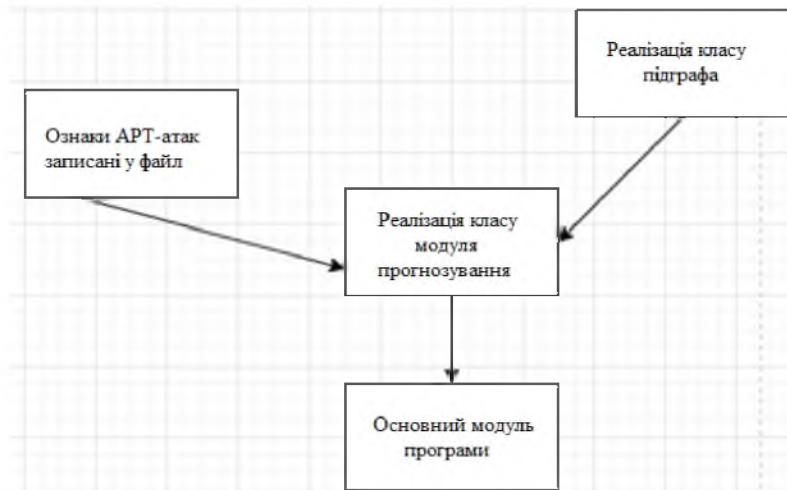 Реалізація класу
підграфа
Ознаки АРТ-атак
записані у файл
Реалізація класу
модуля
прогнозування
Основний модуль
програми